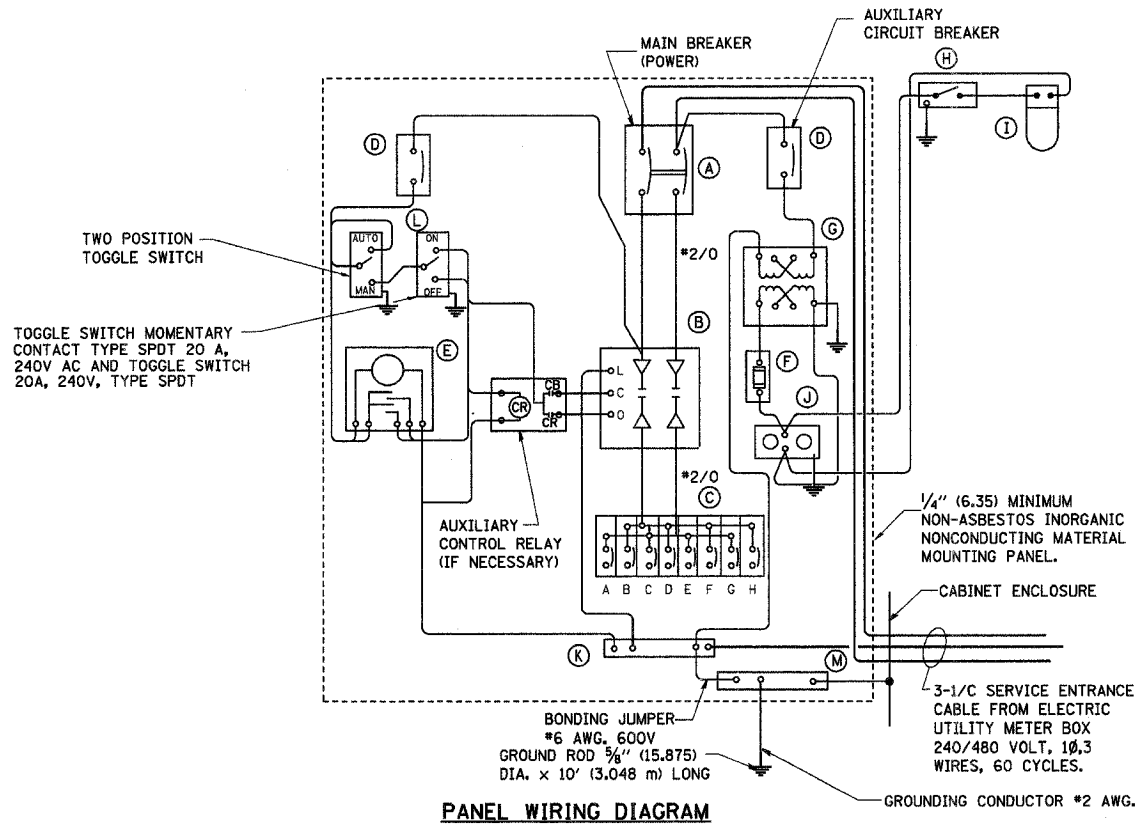 AUXILIARY
CIRCUIT BREAKER
MAIN BREAKER
(POWER)
H
I
D
D
A
L
G
TWO POSITION
TOGGLE SWITCH
AUTO
MAN
ON
OFF
#2/0
TOGGLE SWITCH MOMENTARY
CONTACT TYPE SPDT 20 A,
240V AC AND TOGGLE SWITCH
20A, 240V, TYPE SPDT
E
B
F
J
CB
CR
CR
L
C
O
#2/0
C
AUXILIARY
CONTROL RELAY
(IF NECESSARY)
1/4" (6.35) MINIMUM
NON-ASBESTOS INORGANIC
NONCONDUCTING MATERIAL
MOUNTING PANEL.
A B C D E F G H
CABINET ENCLOSURE
K
M
3-1/C SERVICE ENTRANCE
CABLE FROM ELECTRIC
UTILITY METER BOX
240/480 VOLT, 1Ø,3
WIRES, 60 CYCLES.
BONDING JUMPER
#6 AWG. 600V
GROUND ROD 5/8" (15.875)
DIA. x 10' (3.048 m) LONG
GROUNDING CONDUCTOR #2 AWG.
PANEL WIRING DIAGRAM